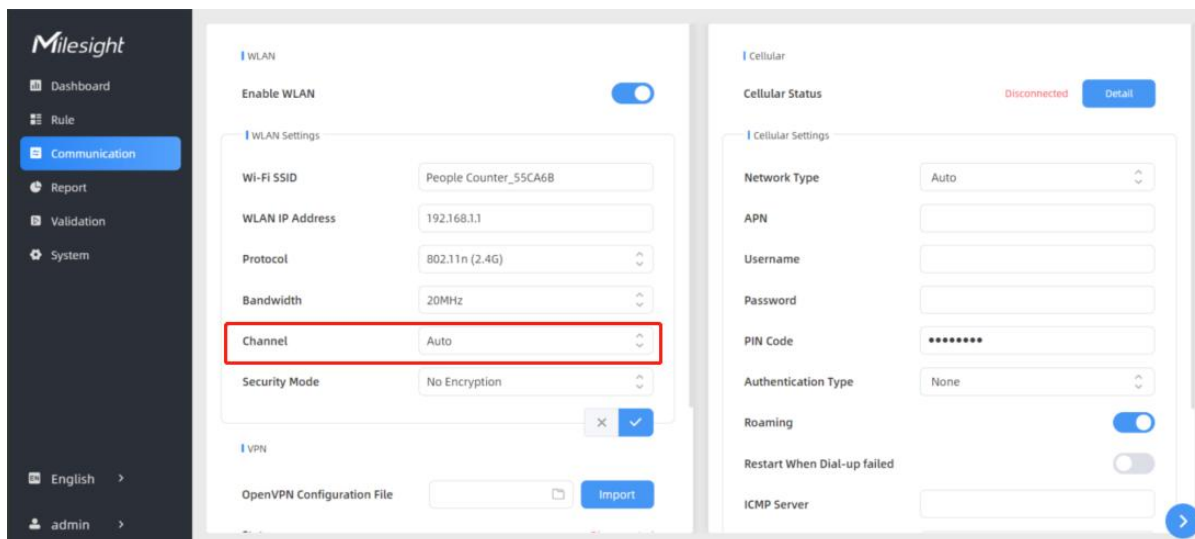 Milesight
Dashboard
Rule
Communication
Report
Validation
System
English
admin
WLAN
Enable WLAN
WLAN Settings
Wi-Fi SSID People Counter_55CA6B
WLAN IP Address 192.168.1.1
Protocol 802.11n (2.4G)
Bandwidth 20MHz
Channel Auto
Security Mode No Encryption
VPN
OpenVPN Configuration File Import
Cellular
Cellular Status Disconnected Detail
Cellular Settings
Network Type Auto
APN
Username
Password
PIN Code ••••••••
Authentication Type None
Roaming
Restart When Dial-up failed
ICMP Server